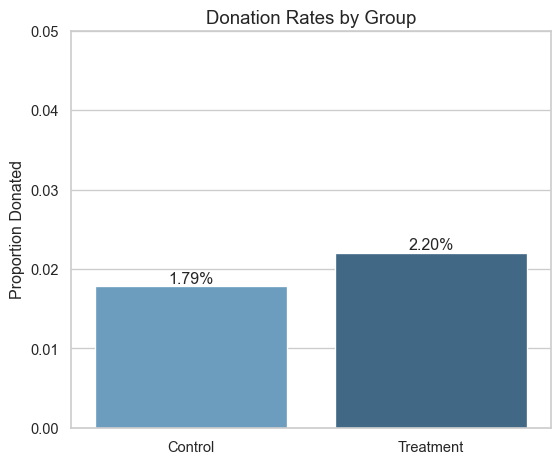 Donation Rates by Group
Proportion Donated
0.05
0.04
0.03
0.02
0.01
0.00
1.79%
2.20%
Control
Treatment